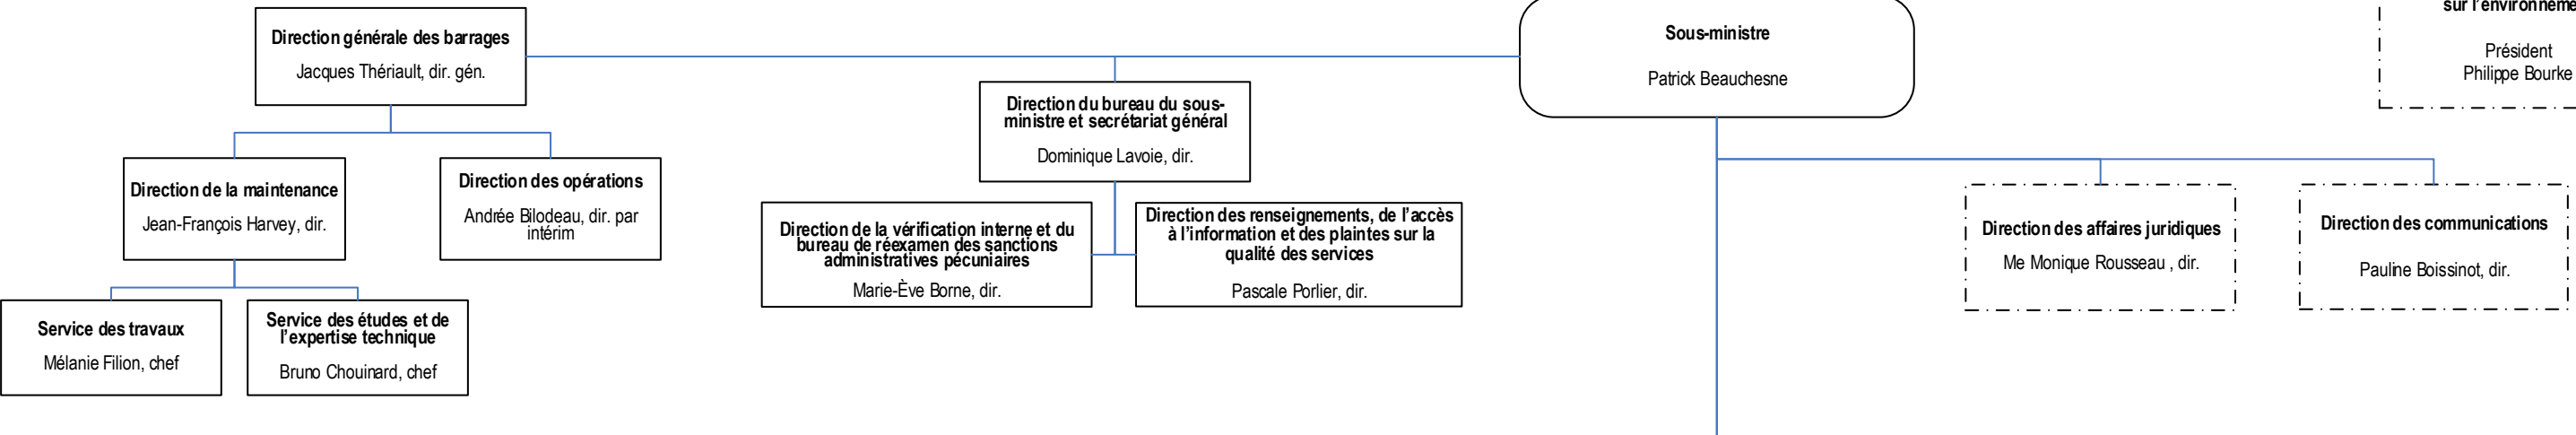 Direction générale des barrages
Jacques Thériault, dir. gén.
Sous-ministre
Patrick Beauchesne
Président
Philippe Bourke
Direction du bureau du sous-
ministre et secrétariat général
Dominique Lavoie, dir.
Direction de la maintenance
Jean-François Harvey, dir.
Direction des opérations
Andrée Bilodeau, dir. par
intérim
Direction de la vérification interne et du
bureau de réexamen des sanctions
administratives pécuniaires
Marie-Ève Borne, dir.
Direction des renseignements, de l'accès
à l'information et des plaintes sur la
qualité des services
Pascale Porlier, dir.
Direction des affaires juridiques
Me Monique Rousseau , dir.
Direction des communications
Pauline Boissinot, dir.
Service des travaux
Mélanie Filion, chef
Service des études et de
l'expertise technique
Bruno Chouinard, chef